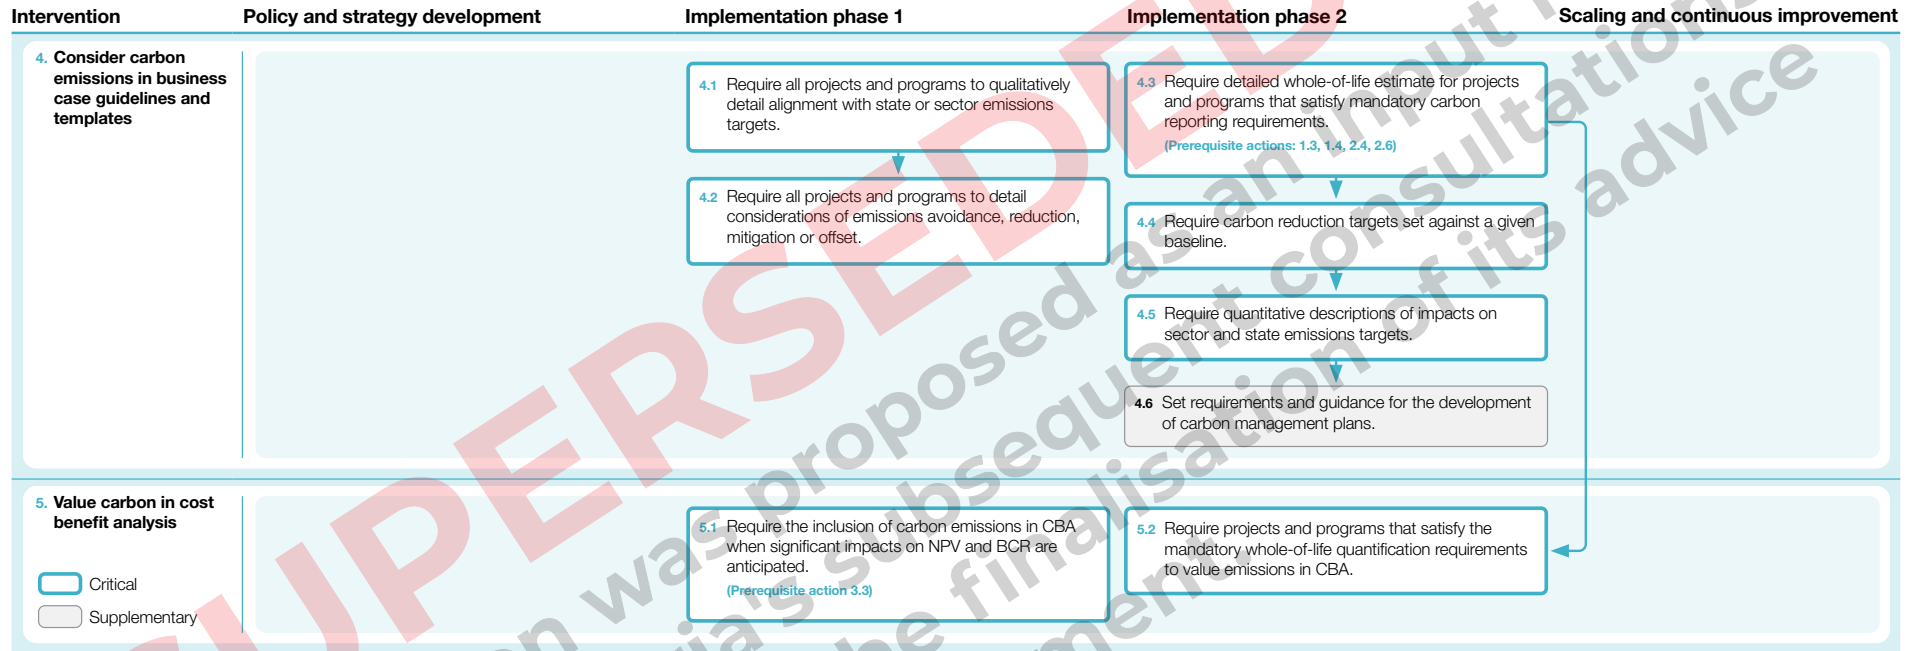 Intervention
Policy and strategy development
Implementation phase 1
Implementation phase 2
Scaling and continuous improvement
4. Consider carbon
emissions in business
case guidelines and
templates
4.1 Require all projects and programs to qualitatively
detail alignment with state or sector emissions
targets.
4.2 Require all projects and programs to detail
considerations of emissions avoidance, reduction,
mitigation or offset.
4.3 Require detailed whole-of-life estimate for projects
and programs that satisfy mandatory carbon
reporting requirements.
(Prerequisite actions: 1.3, 1.4, 2.4, 2.6)
4.4 Require carbon reduction targets set against a given
baseline.
4.5 Require quantitative descriptions of impacts on
sector and state emissions targets.
4.6 Set requirements and guidance for the development
of carbon management plans.
5. Value carbon in cost
benefit analysis
5.1 Require the inclusion of carbon emissions in CBA
when significant impacts on NPV and BCR are
anticipated.
(Prerequisite action 3.3)
5.2 Require projects and programs that satisfy the
mandatory whole-of-life quantification requirements
to value emissions in CBA.
Critical
Supplementary
SUPERSEDED
was proposed as an input
subsequent consultations
the finalisation of its advice